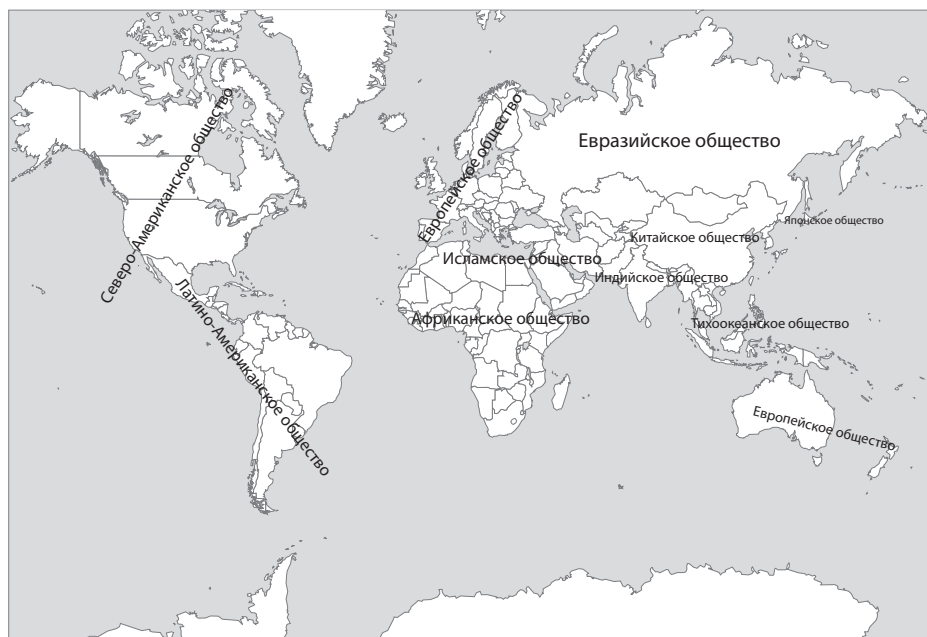 Северо-Американское общество
Европейское общество
Евразийское общество
Японское общество
Китайское общество
Исламское общество
Индийское общество
Латино-Американское общество
Африканское общество
Тихоокеанское общество
Европейское общество